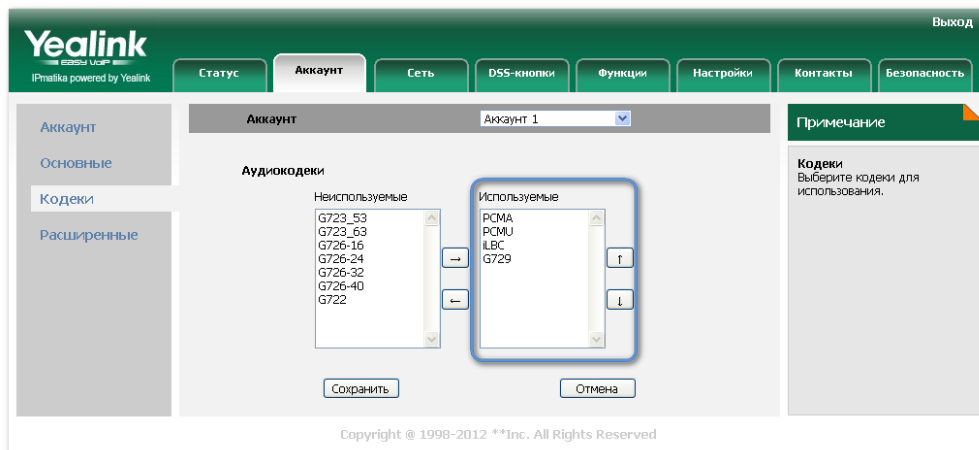 Выход
Yealink
EASY VoIP
IPmatika powered by Yealink
Статус
Аккаунт
Сеть
DSS-кнопки
Функции
Настройки
Контакты
Безопасность
Аккаунт
Основные
Кодеки
Расширенные
Аккаунт
Аккаунт 1
Аудиокодеки
Неиспользуемые
G723_53
G723_63
G726-16
G726-24
G726-32
G726-40
G722
→
←
Используемые
PCMA
PCMU
iLBC
G729
↑
↓
Сохранить
Отмена
Примечание
Кодеки
Выберите кодеки для
использования.
Copyright @ 1998-2012 **Inc. All Rights Reserved